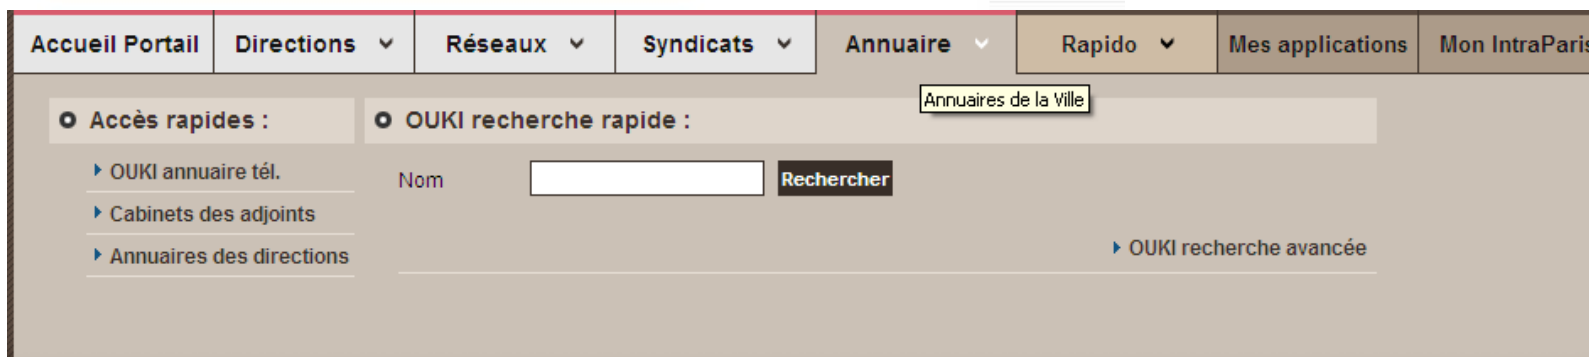 Accueil Portail Directions Réseaux Syndicats Annuaire Rapido Mes applications Mon IntraParis
Annuaires de la Ville
Accès rapides : OUKI recherche rapide :
OUKI annuaire tél.
Nom Rechercher
Cabinets des adjoints
OUKI recherche avancée
Annuaires des directions